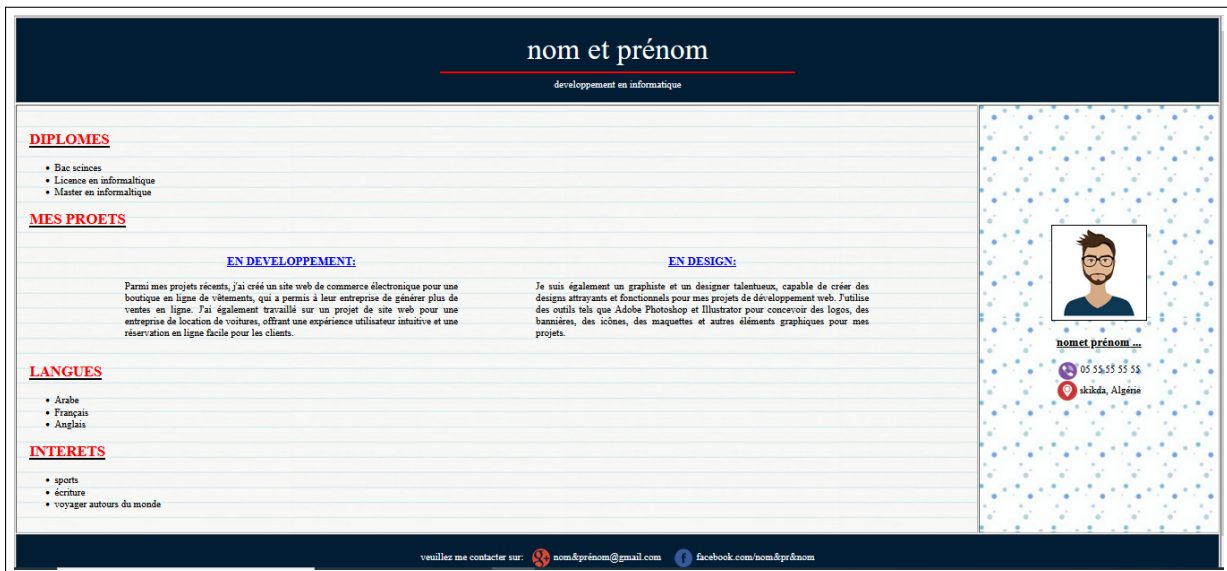 nom et prénom
developpement en informatique
DIPLOMES
Bac scinces
Licence en informaltique
Master en informaltique
MES PROETS
EN DEVELOPPEMENT:
Parmi mes projets récents, j'ai créé un site web de commerce électronique pour une
boutique en ligne de vêtements, qui a permis à leur entreprise de générer plus de
ventes en ligne. J'ai également travaillé sur un projet de site web pour une
entreprise de location de voitures, offrant une expérience utilisateur intuitive et une
réservation en ligne facile pour les clients.
EN DESIGN:
Je suis également un graphiste et un designer talentueux, capable de créer des
designs attrayants et fonctionnels pour mes projets de développement web. J'utilise
des outils tels que Adobe Photoshop et Illustrator pour concevoir des logos, des
bannières, des icônes, des maquettes et autres éléments graphiques pour mes
projets.
LANGUES
Arabe
Français
Anglais
INTERETS
sports
écriture
voyager autours du monde
nomet prénom ...
05 55 55 55 55
skikda, Algérie
veuillez me contacter sur: nom&prénom@gmail.com facebook.com/nom&pr&nom